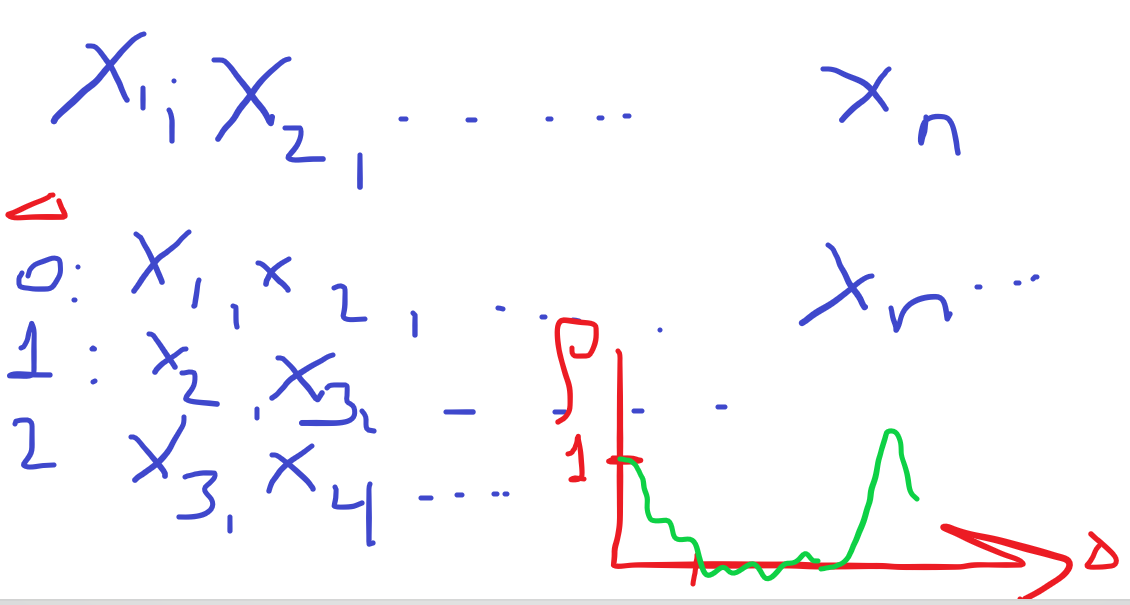 x₁, x₂, - - - - - xₙ
Δ
0: x₁, x₂, - - - xₙ - - -
1: x₂, x₃, - - - -
2 x₃, x₄ - - - -
ρ
1
Δ